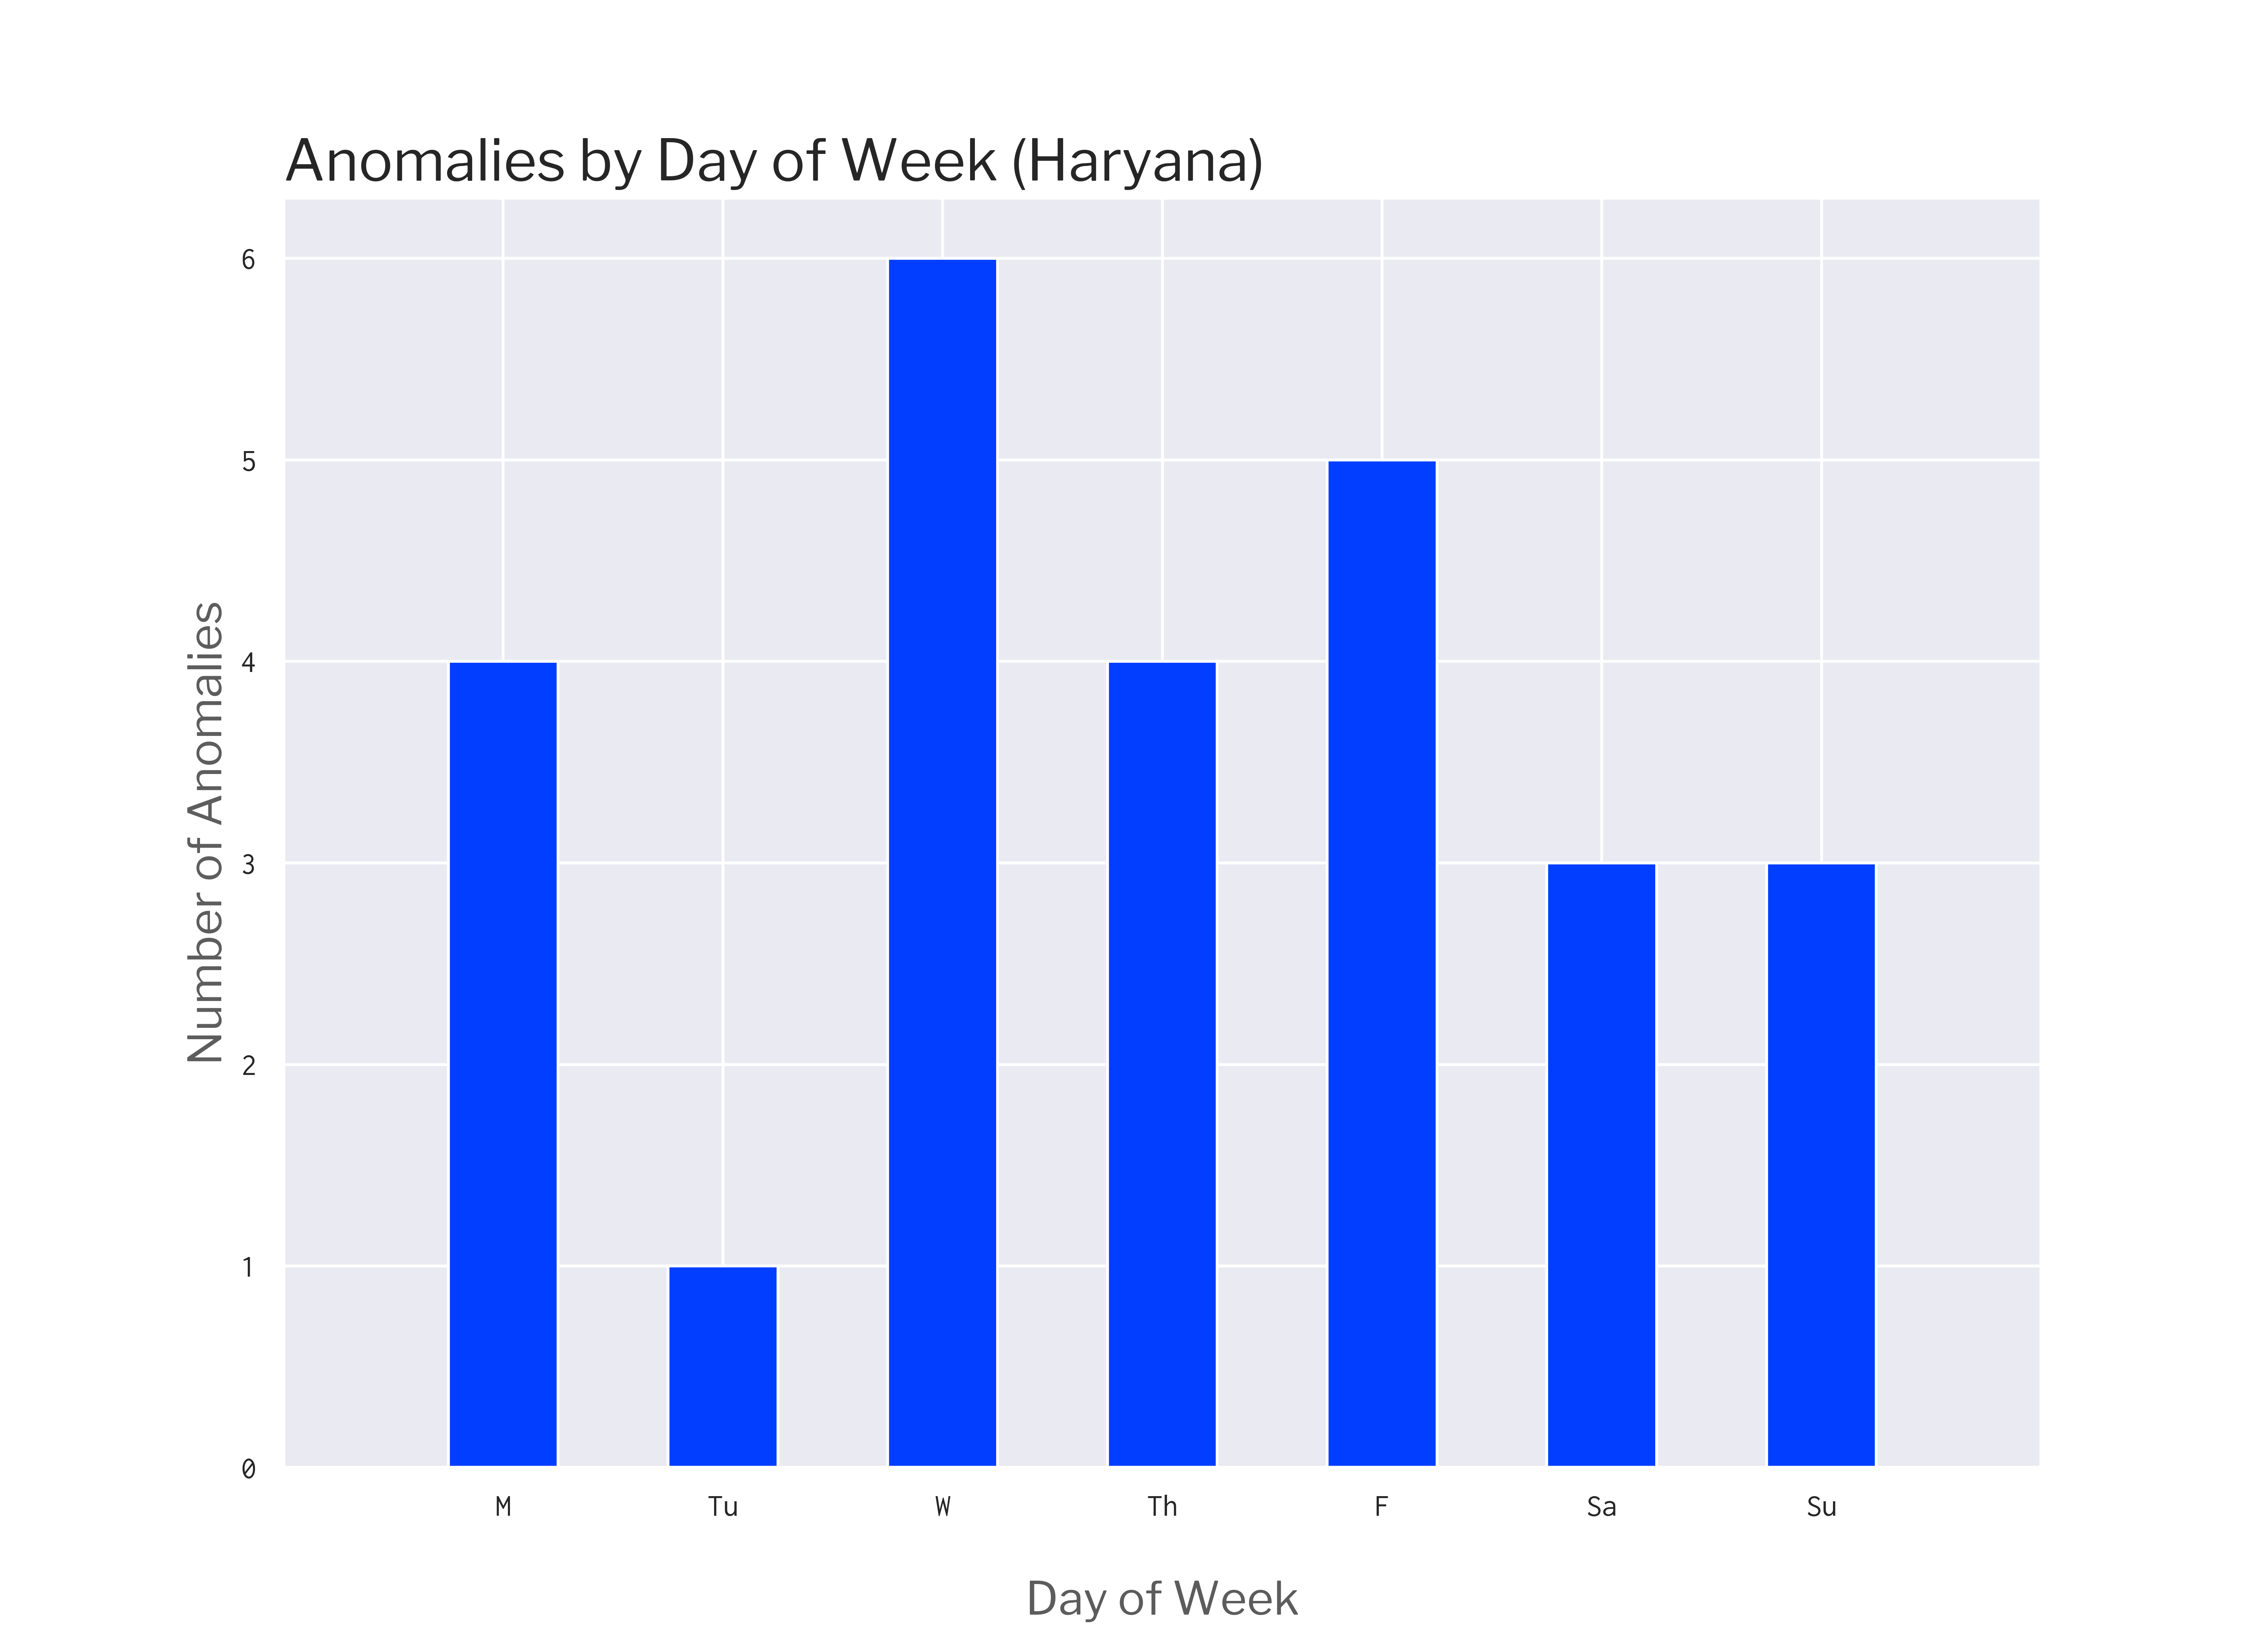 Anomalies by Day of Week (Haryana)
Number of Anomalies
6
5
4
3
2
1
0
M Tu W Th F Sa Su
Day of Week